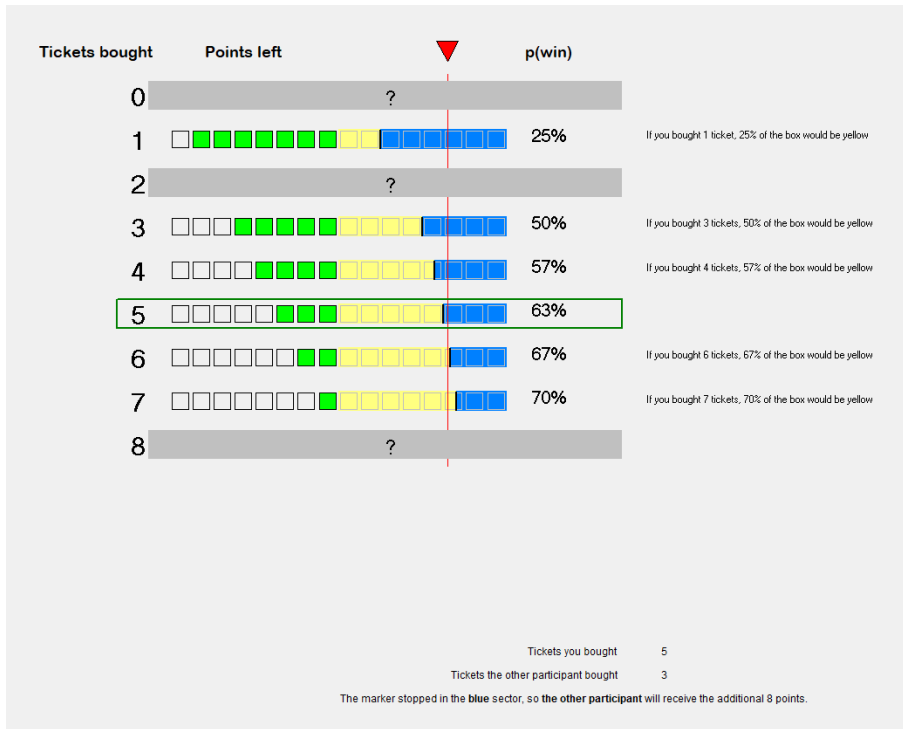 Tickets bought Points left p(win)
0 ?
1 25% If you bought 1 ticket, 25% of the box would be yellow
2 ?
3 50% If you bought 3 tickets, 50% of the box would be yellow
4 57% If you bought 4 tickets, 57% of the box would be yellow
5 63%
6 67% If you bought 6 tickets, 67% of the box would be yellow
7 70% If you bought 7 tickets, 70% of the box would be yellow
8 ?
Tickets you bought 5
Tickets the other participant bought 3
The marker stopped in the blue sector, so the other participant will receive the additional 8 points.